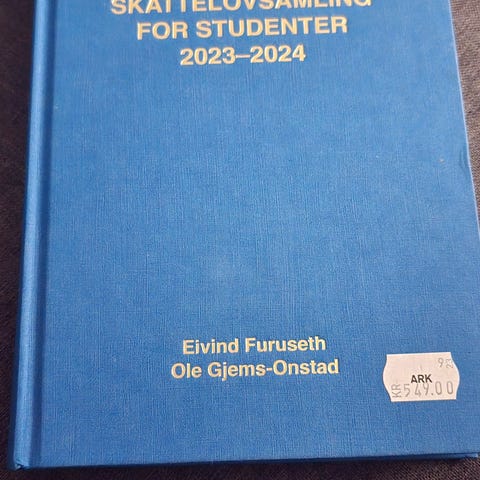 SKATTELOVSAMLING
FOR STUDENTER
2023–2024
Eivind Furuseth
Ole Gjems-Onstad
ARK
KR 549.00